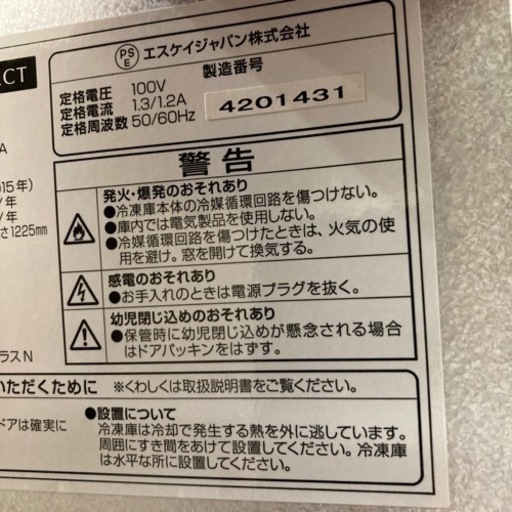 CT
PS
E
エスケイジャパン株式会社
定格電圧 100V
定格電流 1.3/1.2A
定格周波数 50/60Hz
製造番号
4201431
A
15年)
/年
/年
さ1225mm
ラスN
警告
発火・爆発のおそれあり
●冷凍庫本体の冷媒循環回路を傷つけない。
●庫内では電気製品を使用しない。
●冷媒循環回路を傷つけたときは、火気の使
用を避け。窓を開けて換気する。
感電のおそれあり
●お手入れのときは電源プラグを抜く。
幼児閉じ込めのおそれあり
●保管時に幼児閉じ込めが懸念される場合
はドアパッキンをはずす。
いただくために ※くわしくは取扱説明書をご覧ください。
ドアは確実に
●設置について
冷凍庫は冷却で発生する熱を外に逃しています。
周囲にすき間をあけて設置してください。冷凍庫
は水平な所に設置してください。